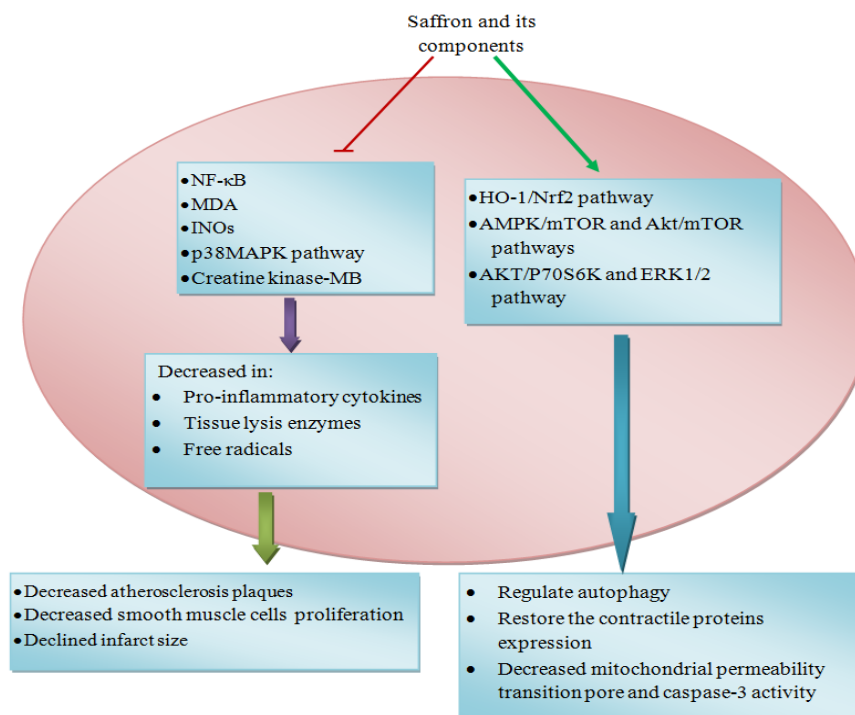 Saffron and its
components
•NF-κB
•MDA
•INOs
•p38MAPK pathway
•Creatine kinase-MB
•HO-1/Nrf2 pathway
•AMPK/mTOR and Akt/mTOR
pathways
•AKT/P70S6K and ERK1/2
pathway
Decreased in:
• Pro-inflammatory cytokines
• Tissue lysis enzymes
• Free radicals
•Decreased atherosclerosis plaques
•Decreased smooth muscle cells proliferation
•Declined infarct size
• Regulate autophagy
• Restore the contractile proteins
expression
• Decreased mitochondrial permeability
transition pore and caspase-3 activity